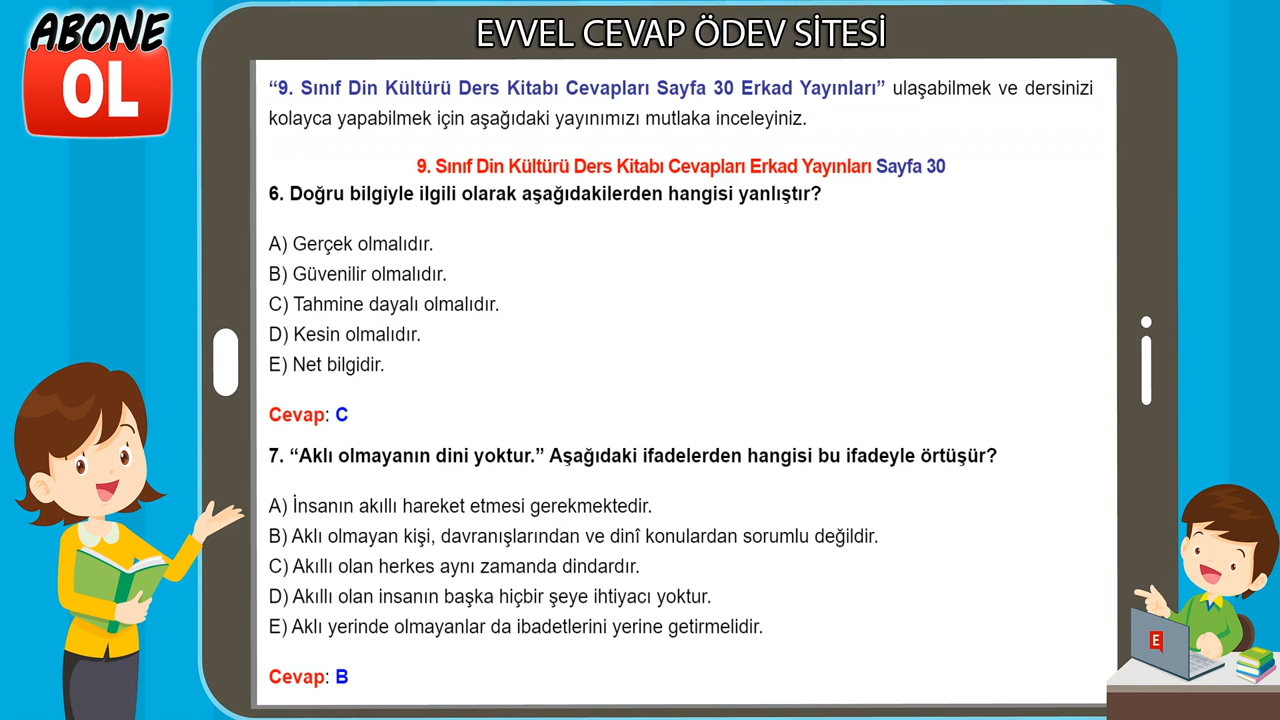 ABONE
OL
EVVEL CEVAP ÖDEV SİTESİ
“9. Sınıf Din Kültürü Ders Kitabı Cevapları Sayfa 30 Erkad Yayınları” ulaşabilmek ve dersinizi
kolayca yapabilmek için aşağıdaki yayınımızı mutlaka inceleyiniz.
9. Sınıf Din Kültürü Ders Kitabı Cevapları Erkad Yayınları Sayfa 30
6. Doğru bilgiyle ilgili olarak aşağıdakilerden hangisi yanlıştır?
A) Gerçek olmalıdır.
B) Güvenilir olmalıdır.
C) Tahmine dayalı olmalıdır.
D) Kesin olmalıdır.
E) Net bilgidir.
Cevap: C
7. “Aklı olmayanın dini yoktur.” Aşağıdaki ifadelerden hangisi bu ifadeyle örtüşür?
A) İnsanın akıllı hareket etmesi gerekmektedir.
B) Aklı olmayan kişi, davranışlarından ve dinî konulardan sorumlu değildir.
C) Akıllı olan herkes aynı zamanda dindardır.
D) Akıllı olan insanın başka hiçbir şeye ihtiyacı yoktur.
E) Aklı yerinde olmayanlar da ibadetlerini yerine getirmelidir.
Cevap: B
E